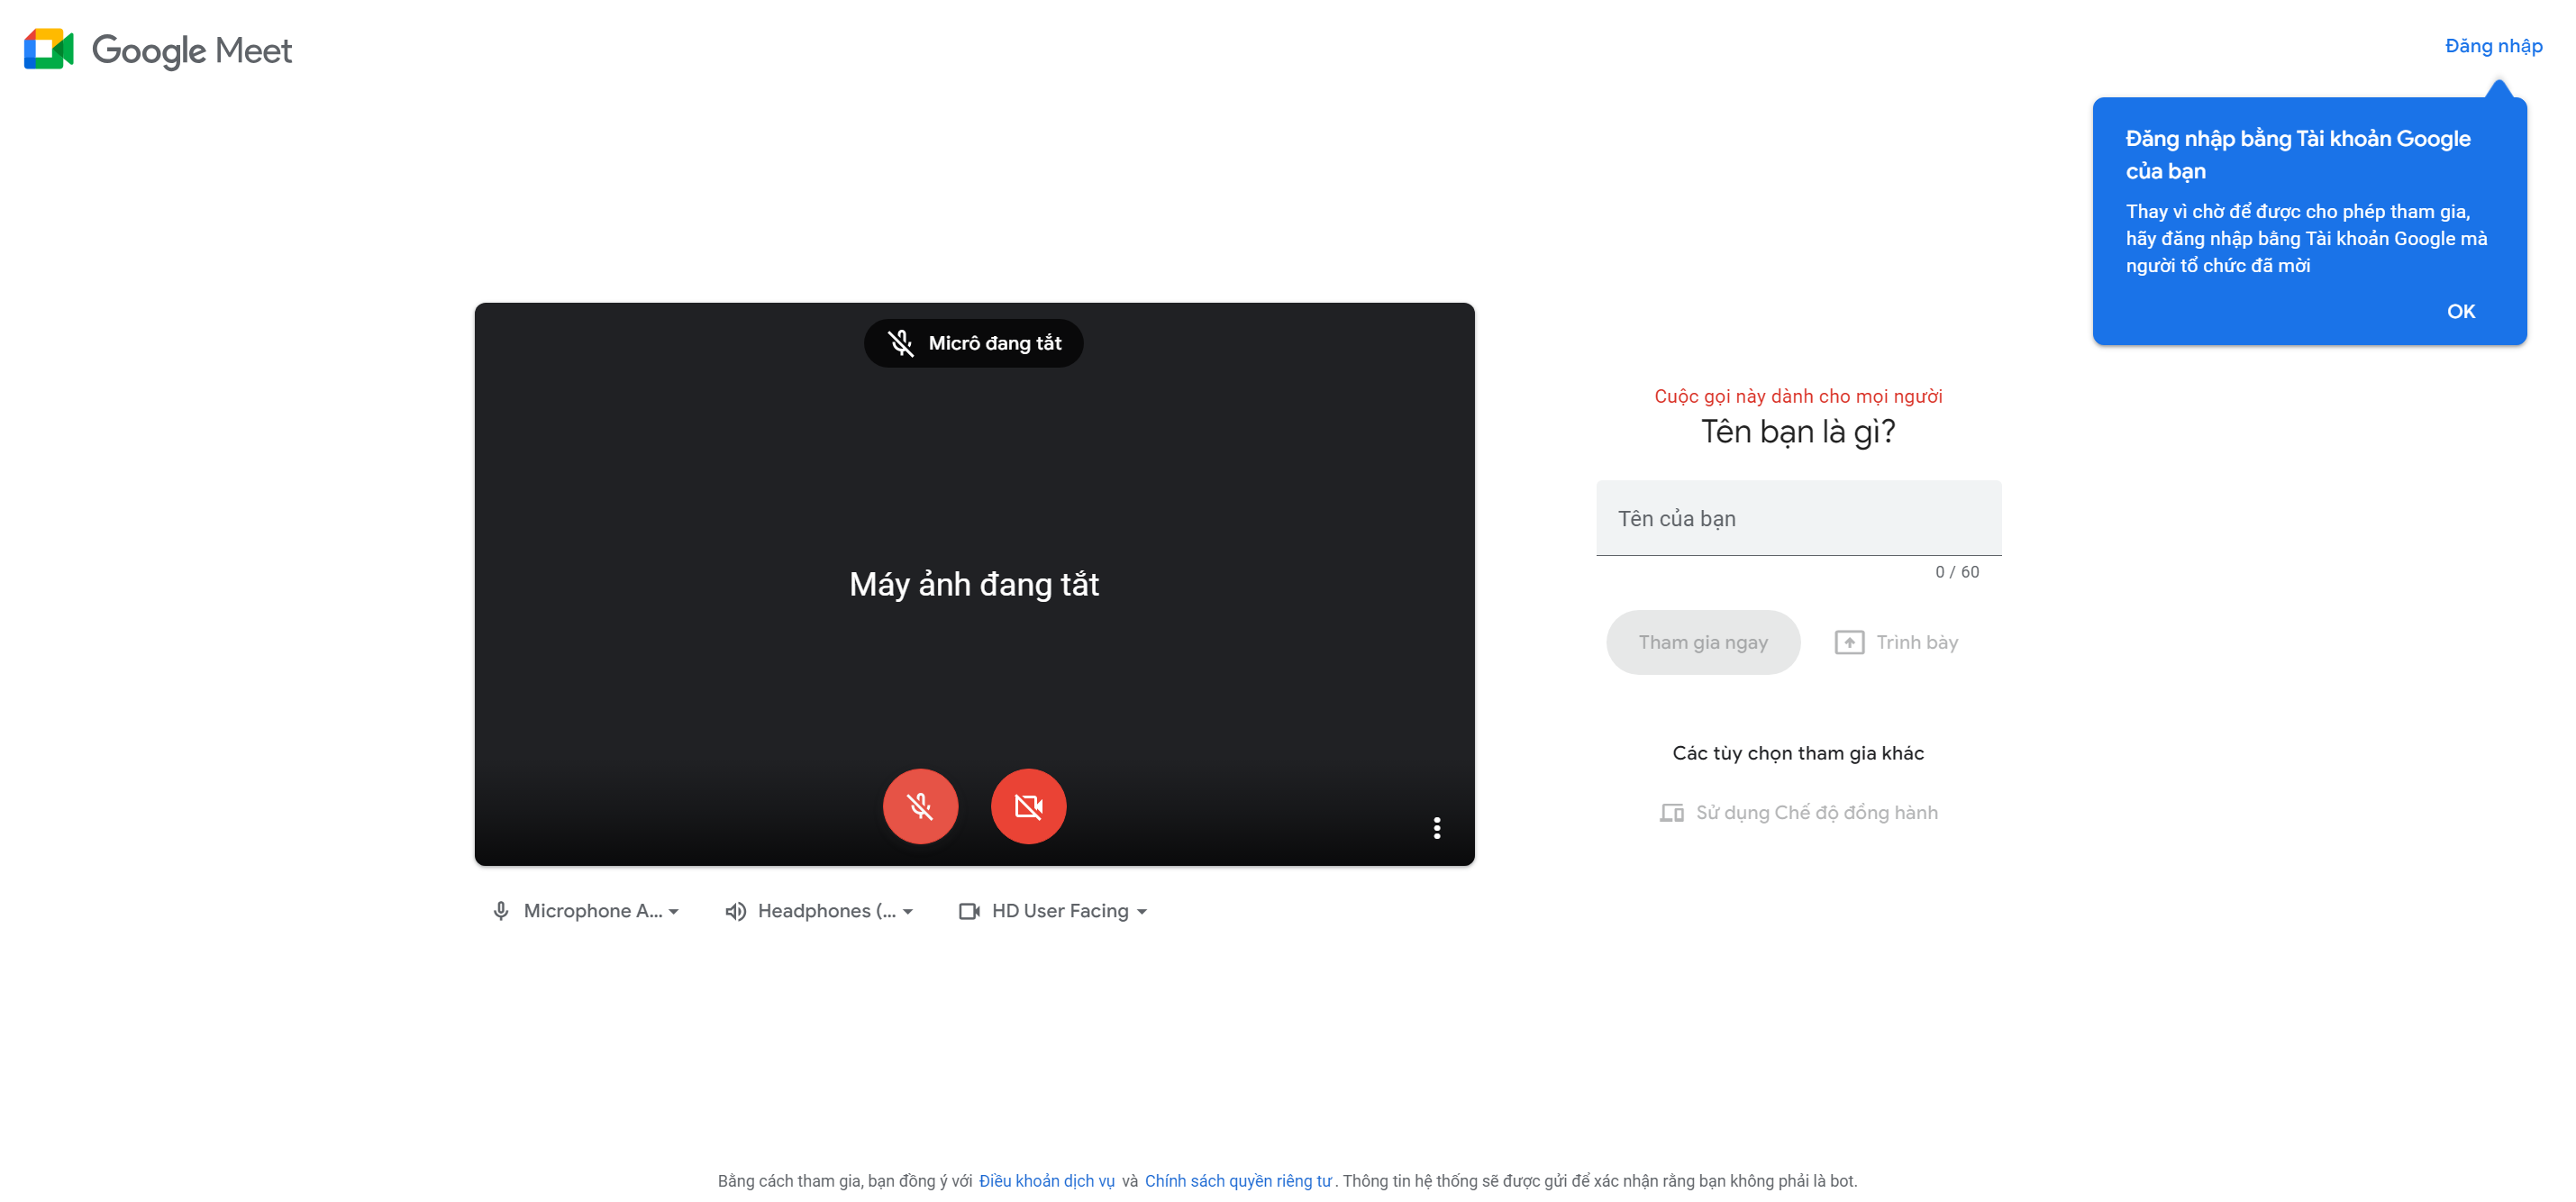 Google Meet
Đăng nhập
Đăng nhập bằng Tài khoản Google
của bạn
Thay vì chờ để được cho phép tham gia,
hãy đăng nhập bằng Tài khoản Google mà
người tổ chức đã mời
OK
Micrô đang tắt
Máy ảnh đang tắt
Cuộc gọi này dành cho mọi người
Tên bạn là gì?
Tên của bạn
0 / 60
Tham gia ngay
Trình bày
Các tùy chọn tham gia khác
Sử dụng Chế độ đồng hành
Microphone A...
Headphones (...
HD User Facing
Bằng cách tham gia, bạn đồng ý với Điều khoản dịch vụ và Chính sách quyền riêng tư. Thông tin hệ thống sẽ được gửi để xác nhận rằng bạn không phải là bot.